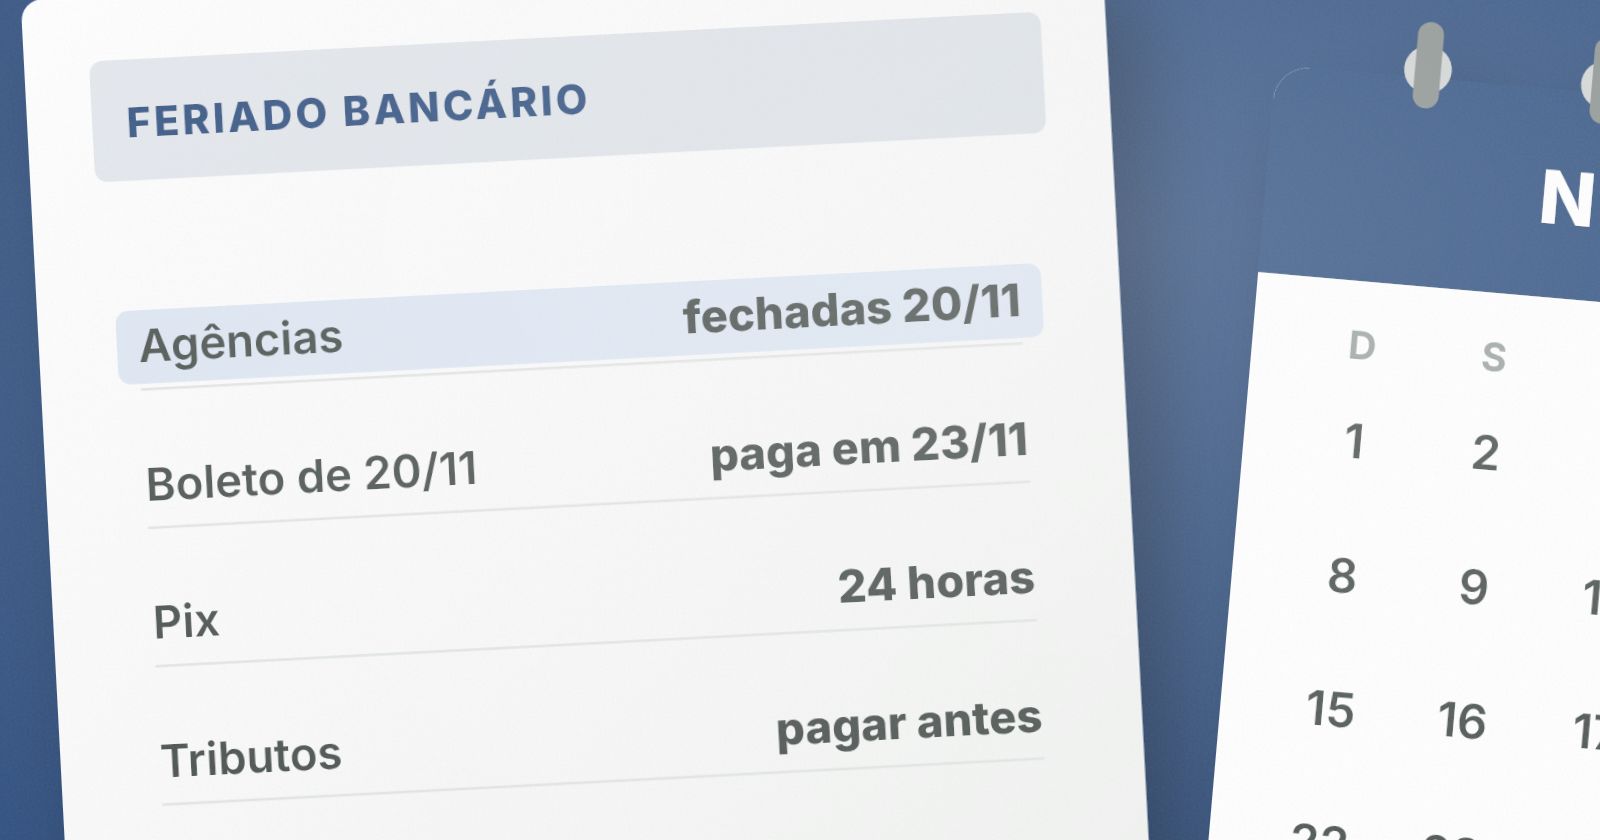 FERIADO BANCÁRIO
Agências fechadas 20/11
Boleto de 20/11 paga em 23/11
Pix 24 horas
Tributos pagar antes
N
D S
1 2
8 9
15 16 17